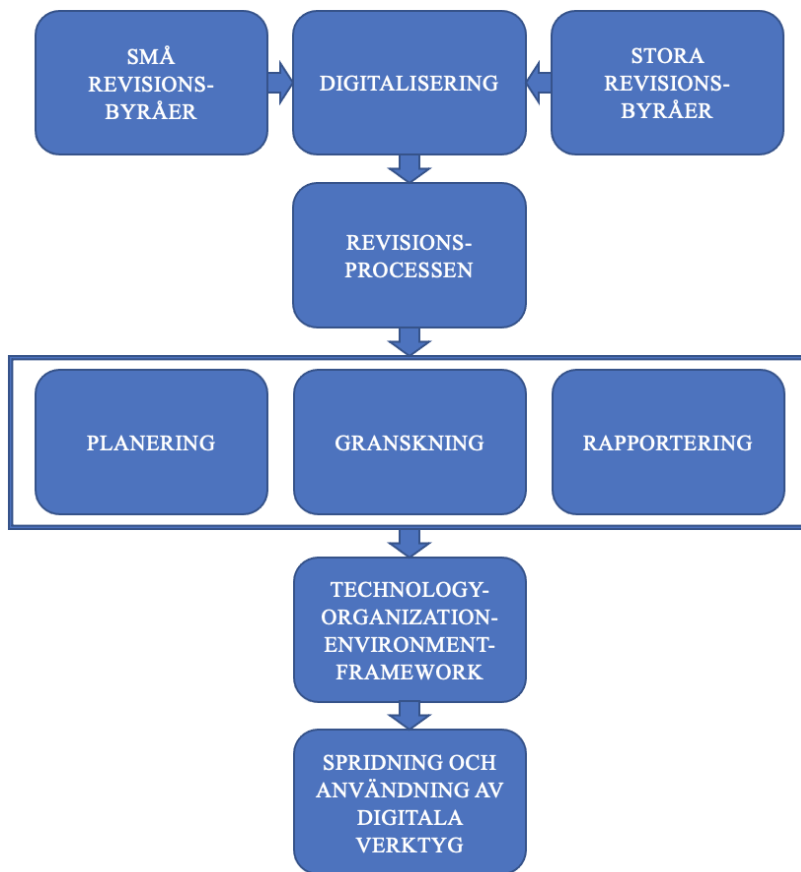 SMÅ
REVISIONS-
BYRÅER
DIGITALISERING
STORA
REVISIONS-
BYRÅER
REVISIONS-
PROCESSEN
PLANERING
GRANSKNING
RAPPORTERING
TECHNOLOGY-
ORGANIZATION-
ENVIRONMENT-
FRAMEWORK
SPRIDNING OCH
ANVÄNDNING AV
DIGITALA
VERKTYG